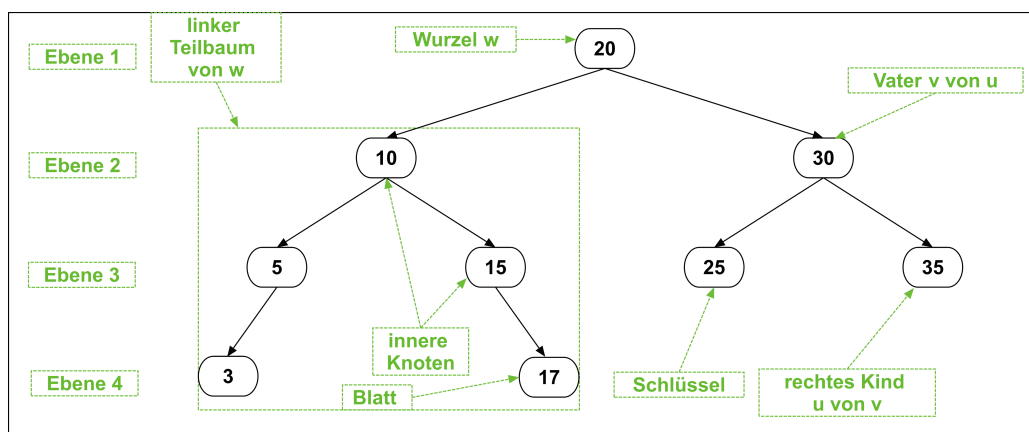 linker
Teilbaum
von w
Wurzel w
20
Ebene 1
Vater v von u
Ebene 2
10
30
Ebene 3
5
15
25
35
innere
Knoten
Ebene 4
3
17
Blatt
Schlüssel
rechtes Kind
u von v